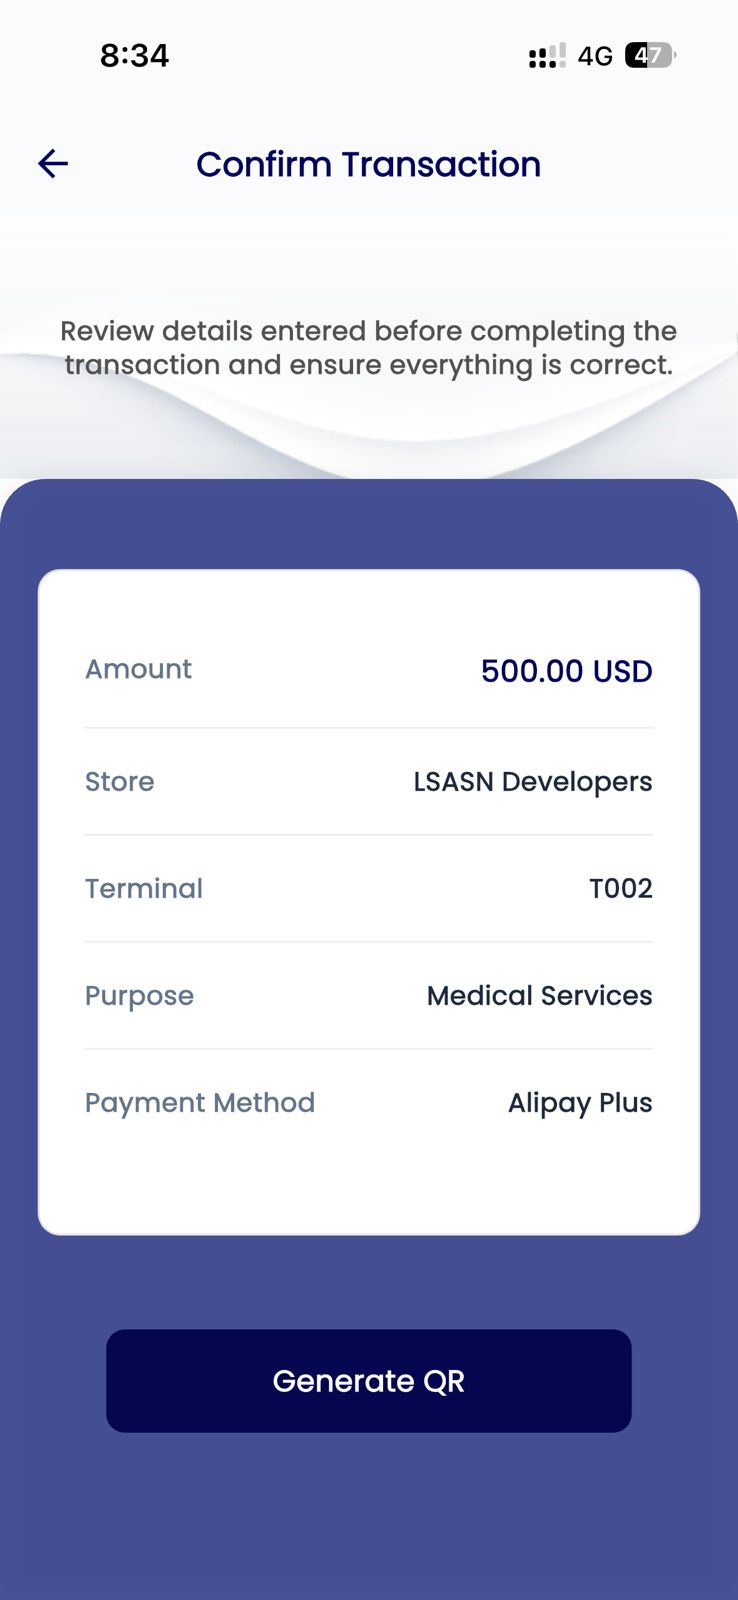 8:34
4G
47
Confirm Transaction
Review details entered before completing the
transaction and ensure everything is correct.
Amount 500.00 USD
Store LSASN Developers
Terminal T002
Purpose Medical Services
Payment Method Alipay Plus
Generate QR